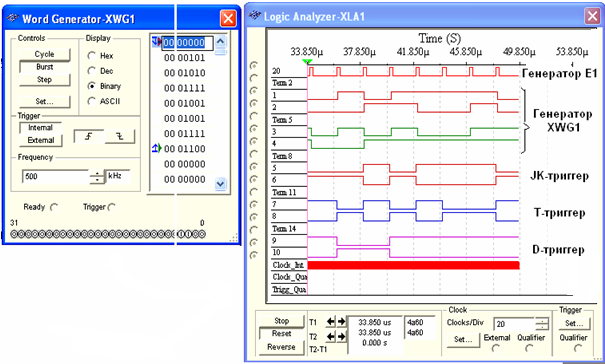 Word Generator-XWG1
Controls
Cycle
Burst
Step
Set...
Display
Hex
Dec
Binary
ASCII
Trigger
Internal
External
Frequency
500
kHz
00 00000
00 00101
00 01010
00 01111
00 01001
00 01001
00 01111
00 01100
00 00000
00 00000
Ready
Trigger
31
0
Logic Analyzer-XLA1
Time (S)
33.850µ 37.850µ 41.850µ 45.850µ 49.850µ 53.850µ
20
Term 2
1
2
Term 5
3
4
Term 8
5
6
Term 11
7
8
Term 14
9
10
Clock_Int
Clock_Qua
Trigg_Qua
Генератор E1
Генератор
XWG1
JK-триггер
T-триггер
D-триггер
Stop
Reset
Reverse
T1
33.850 us
4a60
T2
33.850 us
4a60
T2-T1
0.000 s
Clock
Clocks/Div
20
Set...
External
Qualifier
Trigger
Set...
Qualifier